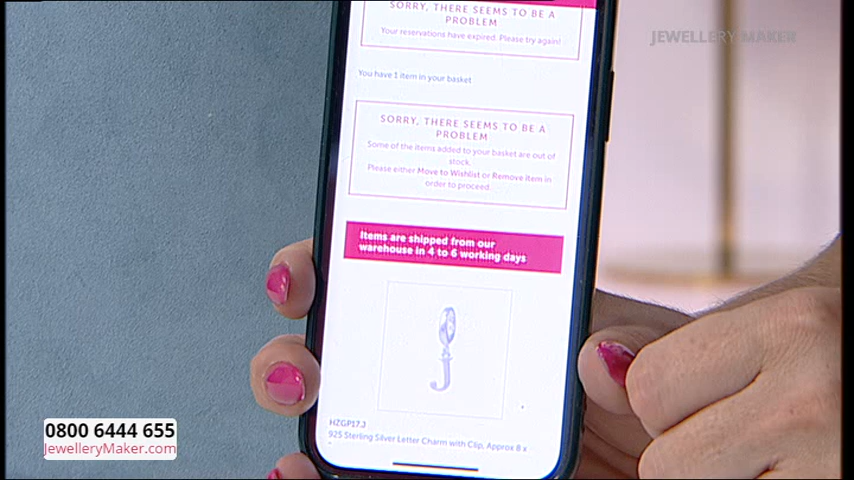 SORRY, THERE SEEMS TO BE A
PROBLEM
Your reservations have expired. Please try again!
You have 1 item in your basket
SORRY, THERE SEEMS TO BE A
PROBLEM
Some of the items added to your basket are out of
stock.
Please either Move to Wishlist or Remove item in
order to proceed.
Items are shipped from our
warehouse in 4 to 6 working days
HZGP17J
925 Sterling Silver Letter Charm with Clip, Approx 8 x
JEWELLERY MAKER
0800 6444 655
JewelleryMaker.com